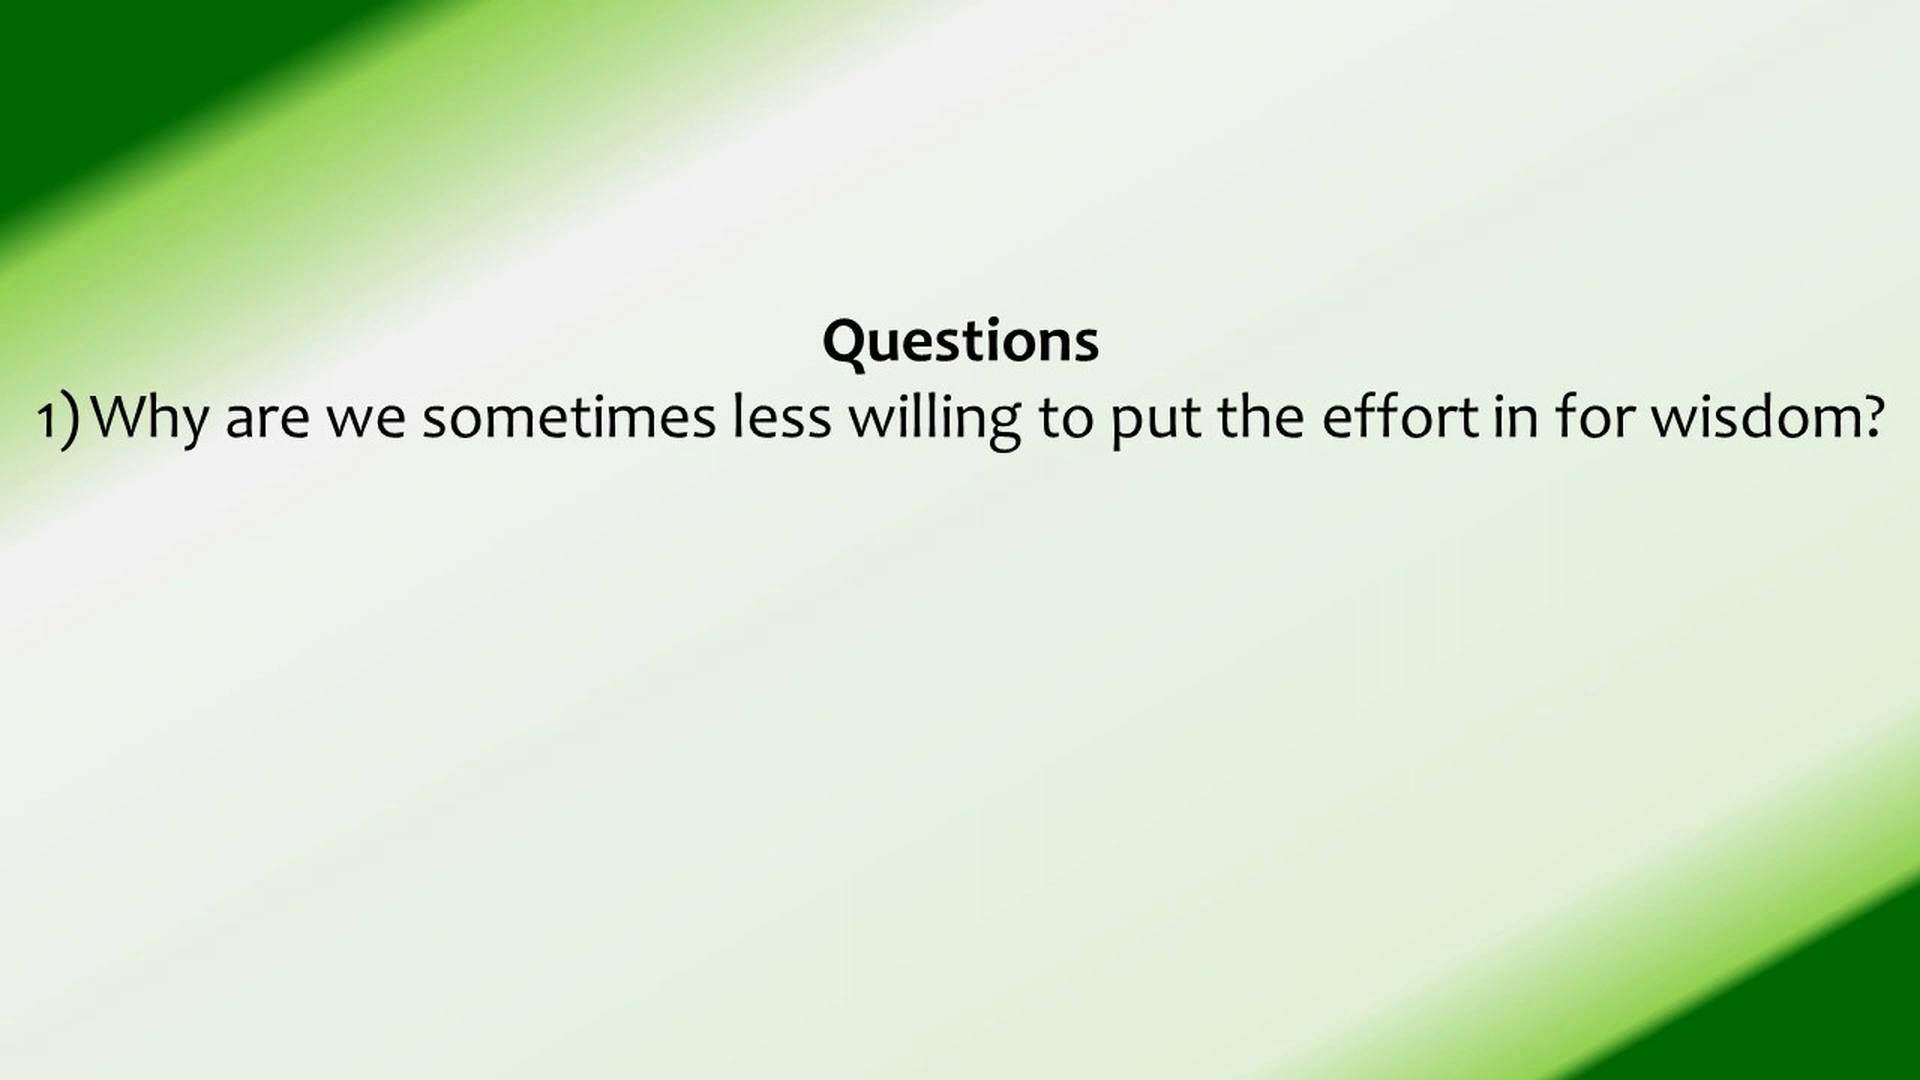 Questions
1) Why are we sometimes less willing to put the effort in for wisdom?